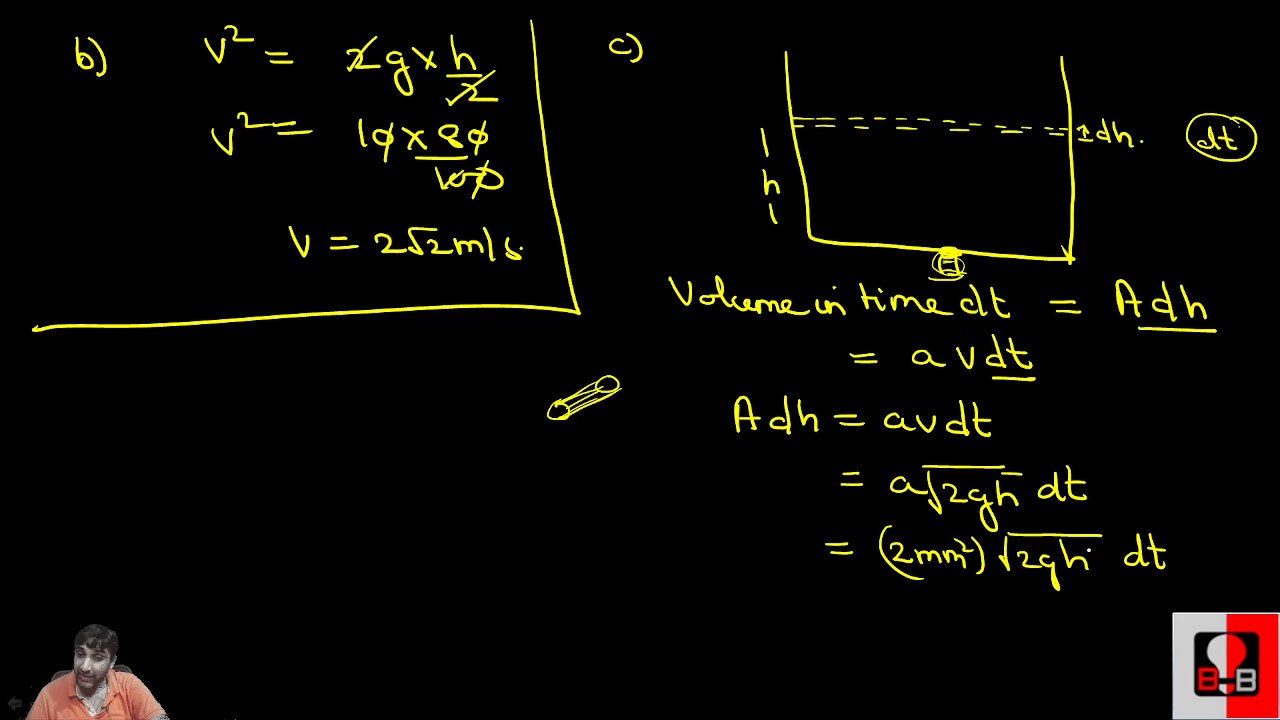 b) v² = 2g × h/2
v² = 10 × 80/100
v = 2√2 m/s
c)
dh.
dt
h
Volume in time dt = Adh
= a v dt
Adh = avdt
= a√2gh dt
= (2mm²) √2gh dt
B B